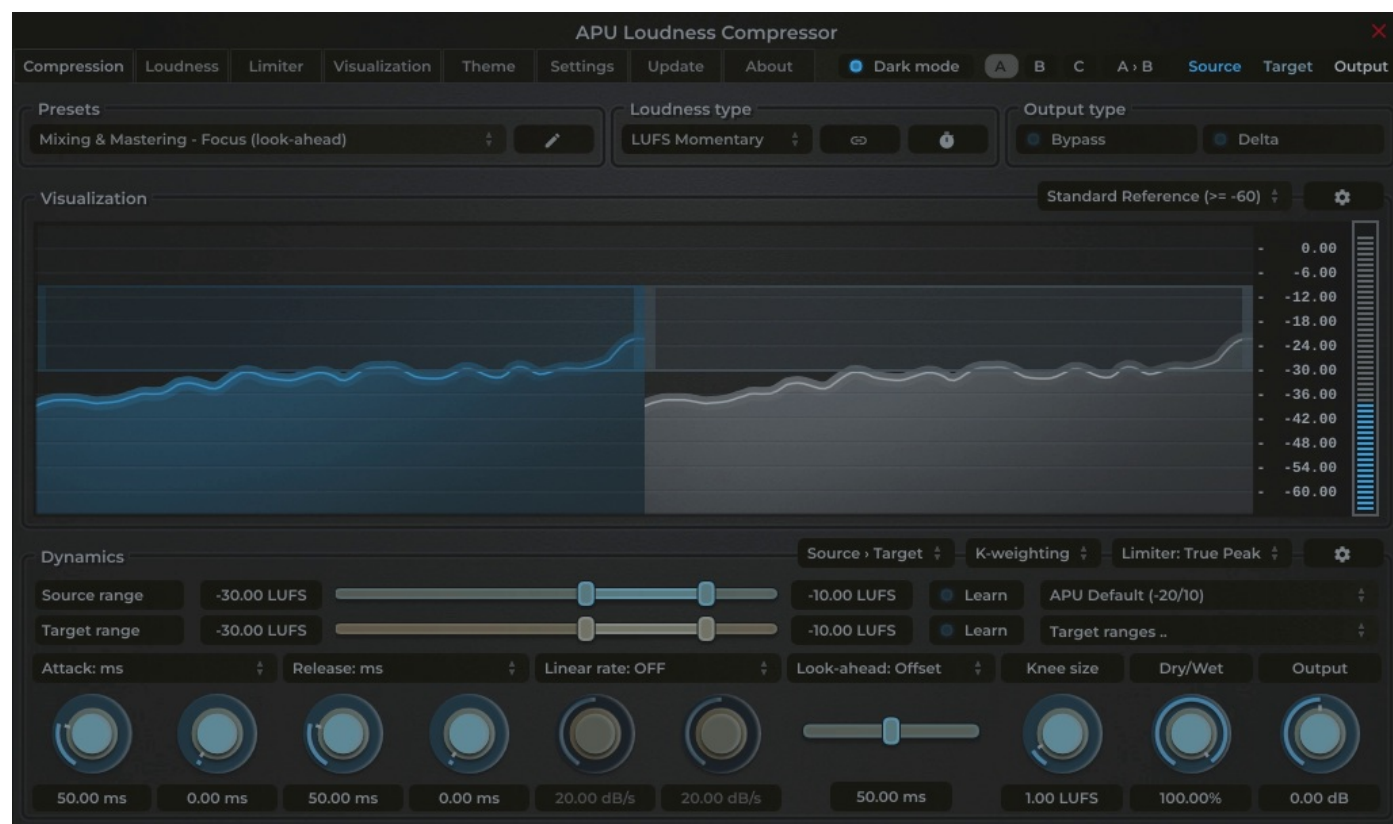 APU Loudness Compressor
Compression Loudness Limiter Visualization Theme Settings Update About Dark mode A B C A › B Source Target Output
Presets Loudness type Output type
Mixing & Mastering - Focus (look-ahead) LUFS Momentary Bypass Delta
Visualization Standard Reference (>= -60)
- 0.00
- -6.00
- -12.00
- -18.00
- -24.00
- -30.00
- -36.00
- -42.00
- -48.00
- -54.00
- -60.00
Dynamics Source › Target K-weighting Limiter: True Peak
Source range -30.00 LUFS -10.00 LUFS Learn APU Default (-20/10)
Target range -30.00 LUFS -10.00 LUFS Learn Target ranges ..
Attack: ms Release: ms Linear rate: OFF Look-ahead: Offset Knee size Dry/Wet Output
50.00 ms 0.00 ms 50.00 ms 0.00 ms 20.00 dB/s 20.00 dB/s 50.00 ms 1.00 LUFS 100.00% 0.00 dB